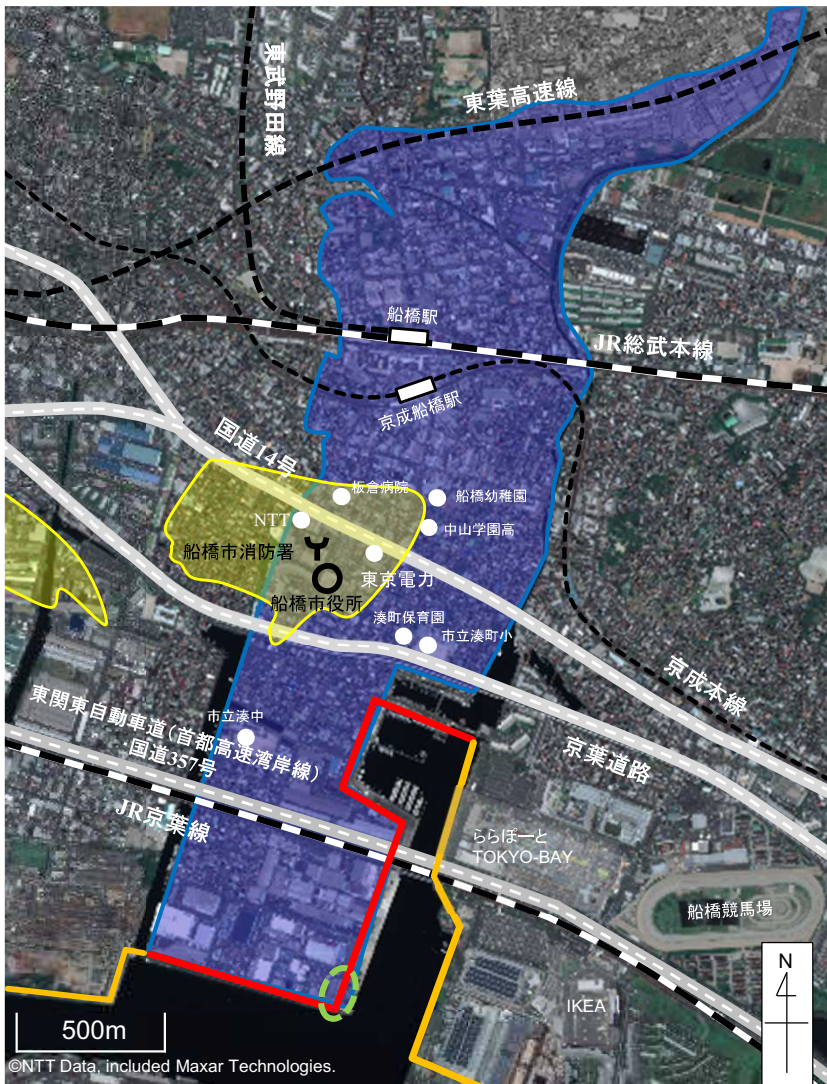 東武野田線
東葉高速線
船橋駅
JR総武本線
京成船橋駅
国道14号
板倉病院
船橋幼稚園
NTT
中山学園高
船橋市消防署
東京電力
船橋市役所
湊町保育園
市立湊町小
京成本線
東関東自動車道(首都高速湾岸線)
・国道357号
市立湊中
京葉道路
JR京葉線
ららぽーと
TOKYO-BAY
船橋競馬場
N
IKEA
500m
©NTT Data, included Maxar Technologies.